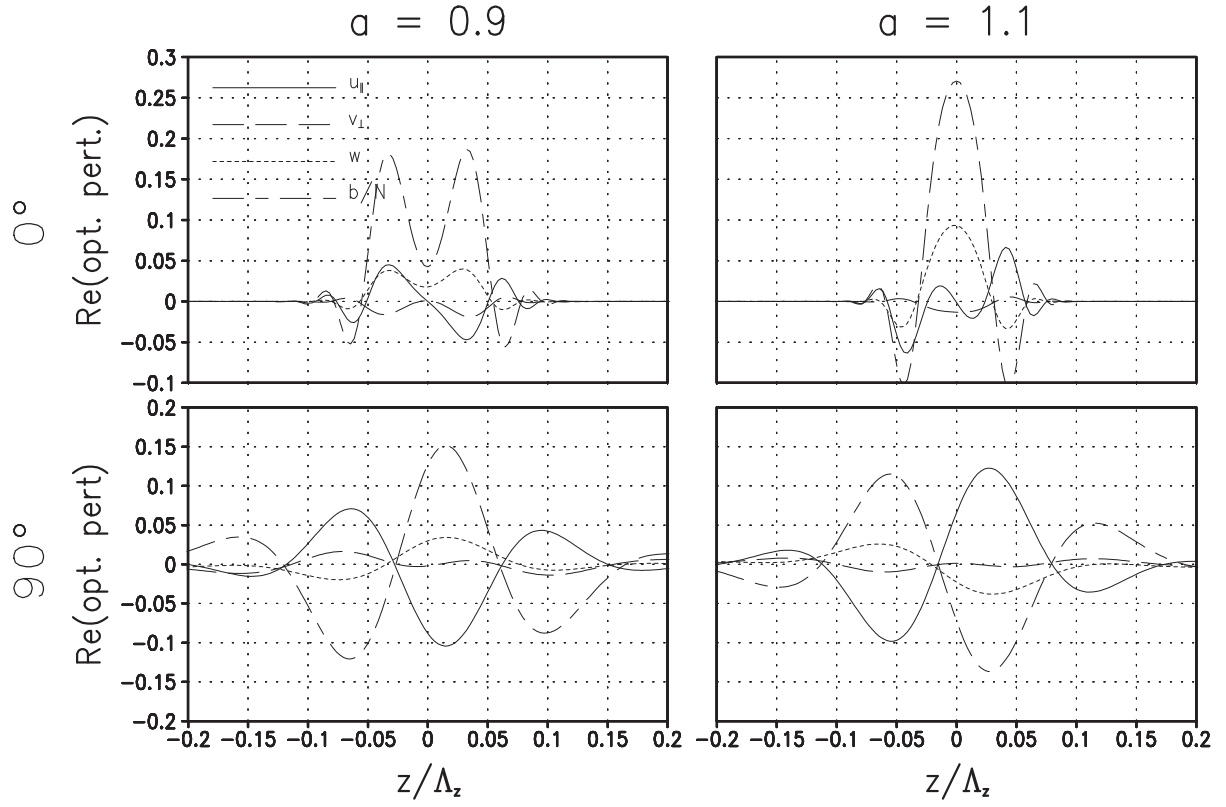 a = 0.9
a = 1.1
0°
Re(opt. pert.)
0.3
0.25
0.2
0.15
0.1
0.05
0
−0.05
−0.1
u∥
v⊥
w
b/N
90°
Re(opt. pert)
0.2
0.15
0.1
0.05
0
−0.05
−0.1
−0.15
−0.2
−0.2 −0.15 −0.1 −0.05 0 0.05 0.1 0.15 0.2
−0.2 −0.15 −0.1 −0.05 0 0.05 0.1 0.15 0.2
z/Λz
z/Λz